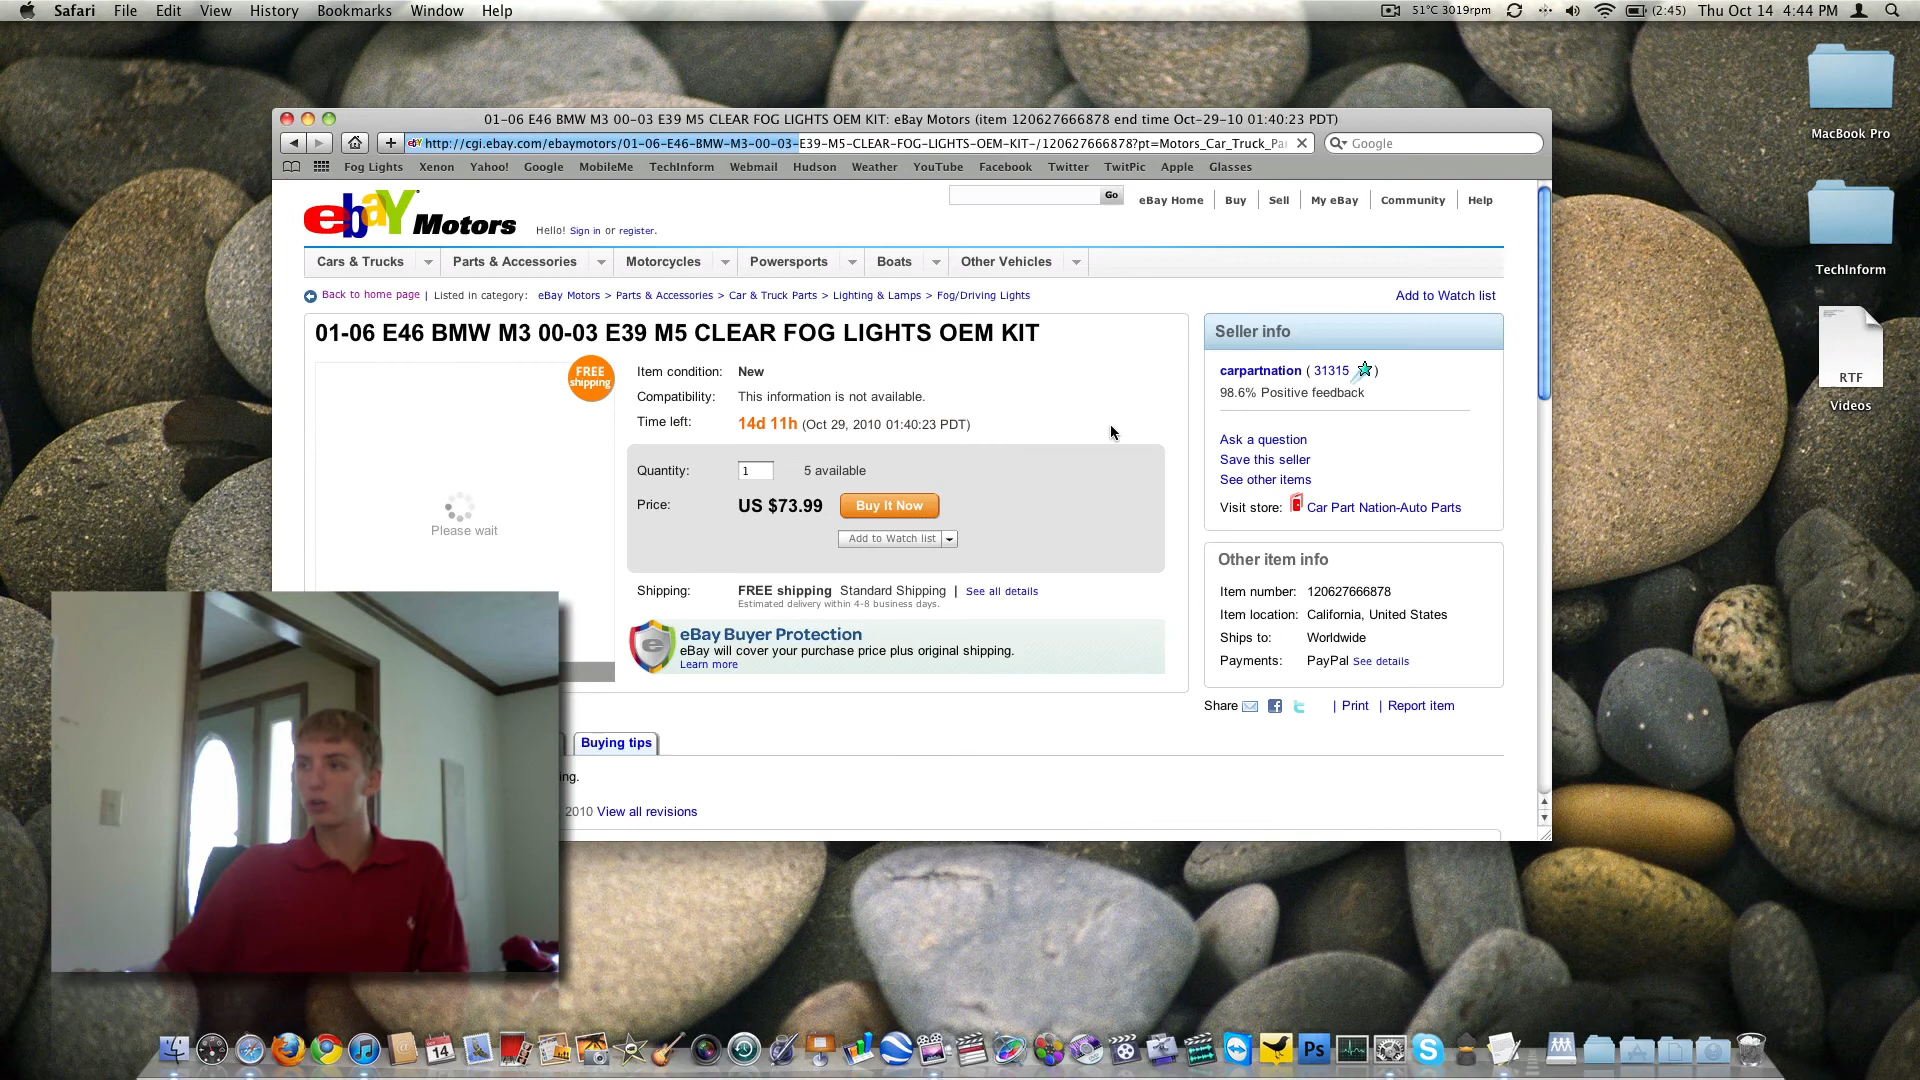 Safari File Edit View History Bookmarks Window Help
51°C 3019rpm (2:45) Thu Oct 14 4:44 PM
01-06 E46 BMW M3 00-03 E39 M5 CLEAR FOG LIGHTS OEM KIT: eBay Motors (item 120627666878 end time Oct-29-10 01:40:23 PDT)
http://cgi.ebay.com/ebaymotors/01-06-E46-BMW-M3-00-03-E39-M5-CLEAR-FOG-LIGHTS-OEM-KIT-/120627666878?pt=Motors_Car_Truck_Pa
Google
Fog Lights Xenon Yahoo! Google MobileMe TechInform Webmail Hudson Weather YouTube Facebook Twitter TwitPic Apple Glasses
MacBook Pro
TechInform
RTF
Videos
ebay Motors
Hello! Sign in or register.
Go
eBay Home Buy Sell My eBay Community Help
Cars & Trucks Parts & Accessories Motorcycles Powersports Boats Other Vehicles
Back to home page | Listed in category: eBay Motors > Parts & Accessories > Car & Truck Parts > Lighting & Lamps > Fog/Driving Lights
Add to Watch list
01-06 E46 BMW M3 00-03 E39 M5 CLEAR FOG LIGHTS OEM KIT
FREE
shipping
Please wait
Item condition: New
Compatibility: This information is not available.
Time left: 14d 11h (Oct 29, 2010 01:40:23 PDT)
Quantity: 1 5 available
Price: US $73.99 Buy It Now
Add to Watch list
Shipping: FREE shipping Standard Shipping | See all details
Estimated delivery within 4-8 business days.
eBay Buyer Protection
eBay will cover your purchase price plus original shipping.
Learn more
Seller info
carpartnation ( 31315 )
98.6% Positive feedback
Ask a question
Save this seller
See other items
Visit store: Car Part Nation-Auto Parts
Other item info
Item number: 120627666878
Item location: California, United States
Ships to: Worldwide
Payments: PayPal See details
Share | Print | Report item
Buying tips
ing.
2010 View all revisions
14
Ps